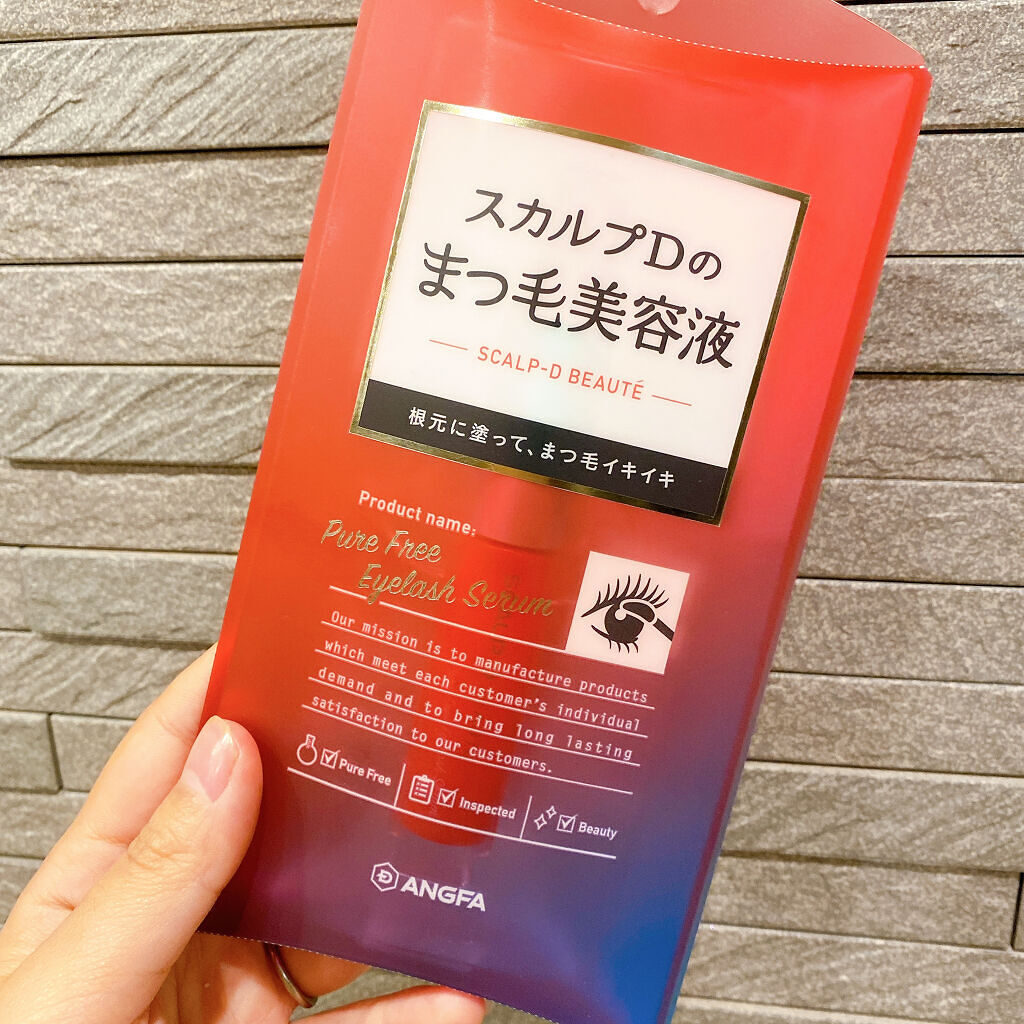 スカルプDの
まつ毛美容液
SCALP-D BEAUTÉ
根元に塗って、まつ毛イキイキ
Product name:
Pure Free
Eyelash Serum
Our mission is to manufacture products
which meet each customer's individual
demand and to bring long lasting
satisfaction to our customers.
Pure Free Inspected Beauty
ANGFA